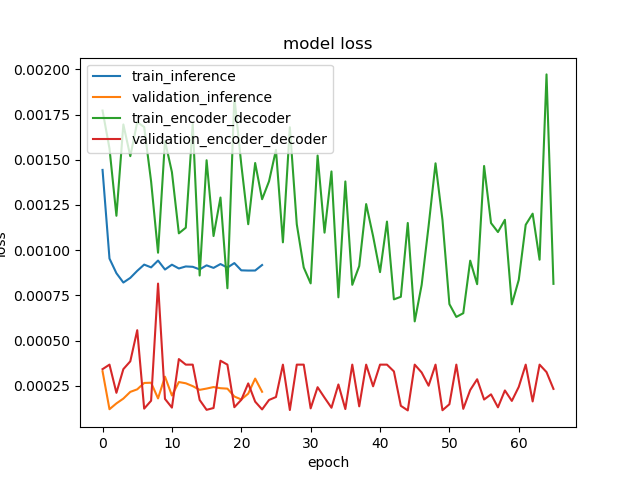 model loss
train_inference
validation_inference
train_encoder_decoder
validation_encoder_decoder
0.00200
0.00175
0.00150
0.00125
0.00100
0.00075
0.00050
0.00025
loss
0 10 20 30 40 50 60
epoch